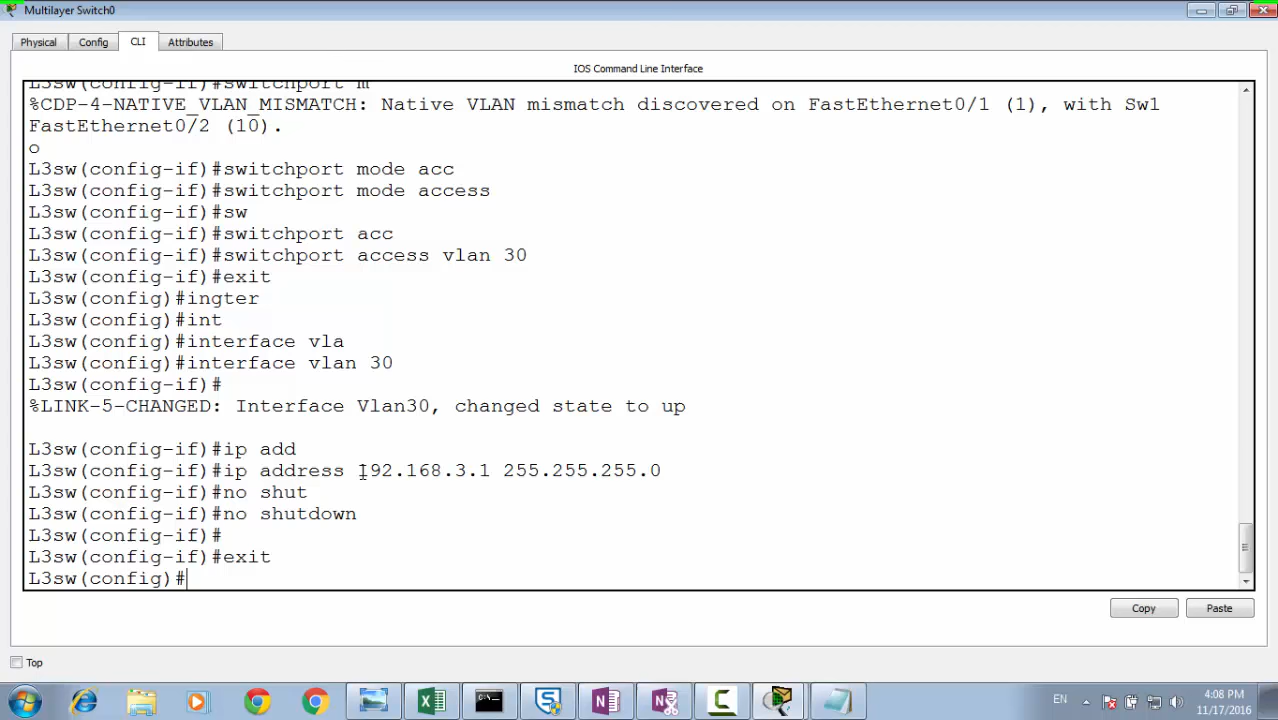 Multilayer Switch0
Physical Config CLI Attributes
IOS Command Line Interface
L3sw(config-if)#switchport m
%CDP-4-NATIVE_VLAN_MISMATCH: Native VLAN mismatch discovered on FastEthernet0/1 (1), with Sw1
FastEthernet0/2 (10).
o
L3sw(config-if)#switchport mode acc
L3sw(config-if)#switchport mode access
L3sw(config-if)#sw
L3sw(config-if)#switchport acc
L3sw(config-if)#switchport access vlan 30
L3sw(config-if)#exit
L3sw(config)#ingter
L3sw(config)#int
L3sw(config)#interface vla
L3sw(config)#interface vlan 30
L3sw(config-if)#
%LINK-5-CHANGED: Interface Vlan30, changed state to up
L3sw(config-if)#ip add
L3sw(config-if)#ip address 192.168.3.1 255.255.255.0
L3sw(config-if)#no shut
L3sw(config-if)#no shutdown
L3sw(config-if)#
L3sw(config-if)#exit
L3sw(config)#
Copy Paste
Top
EN 4:08 PM
11/17/2016